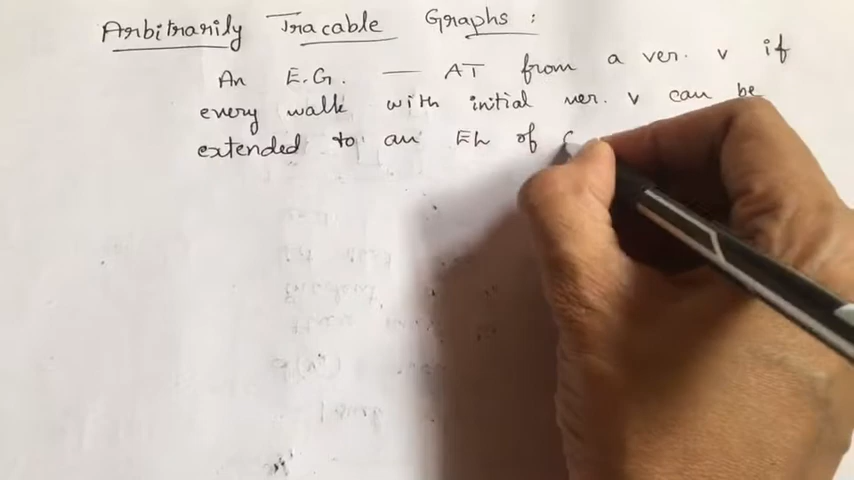 Arbitrarily Tracable Graphs :
An E.G. — AT from a ver. v if
every walk with initial ver. v can be
extended to an EL of G